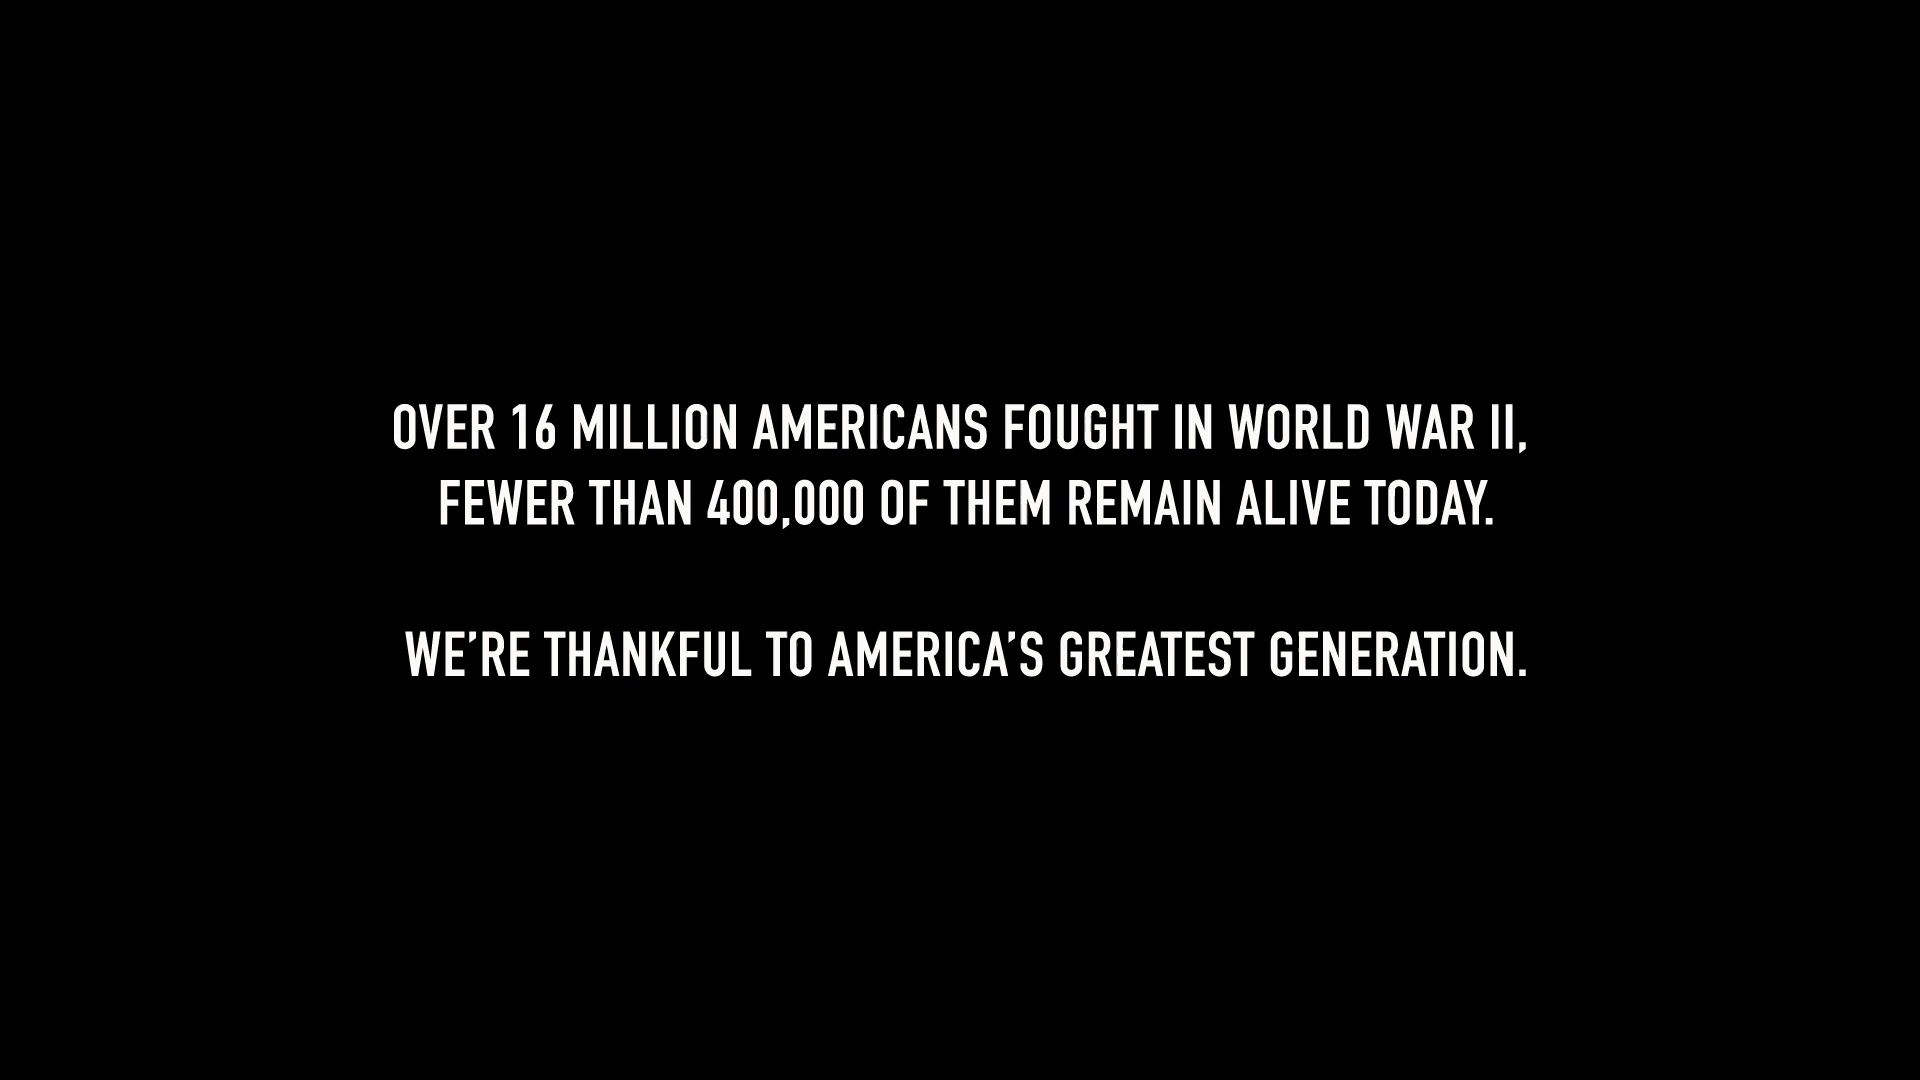 OVER 16 MILLION AMERICANS FOUGHT IN WORLD WAR II,
FEWER THAN 400,000 OF THEM REMAIN ALIVE TODAY.
WE’RE THANKFUL TO AMERICA’S GREATEST GENERATION.